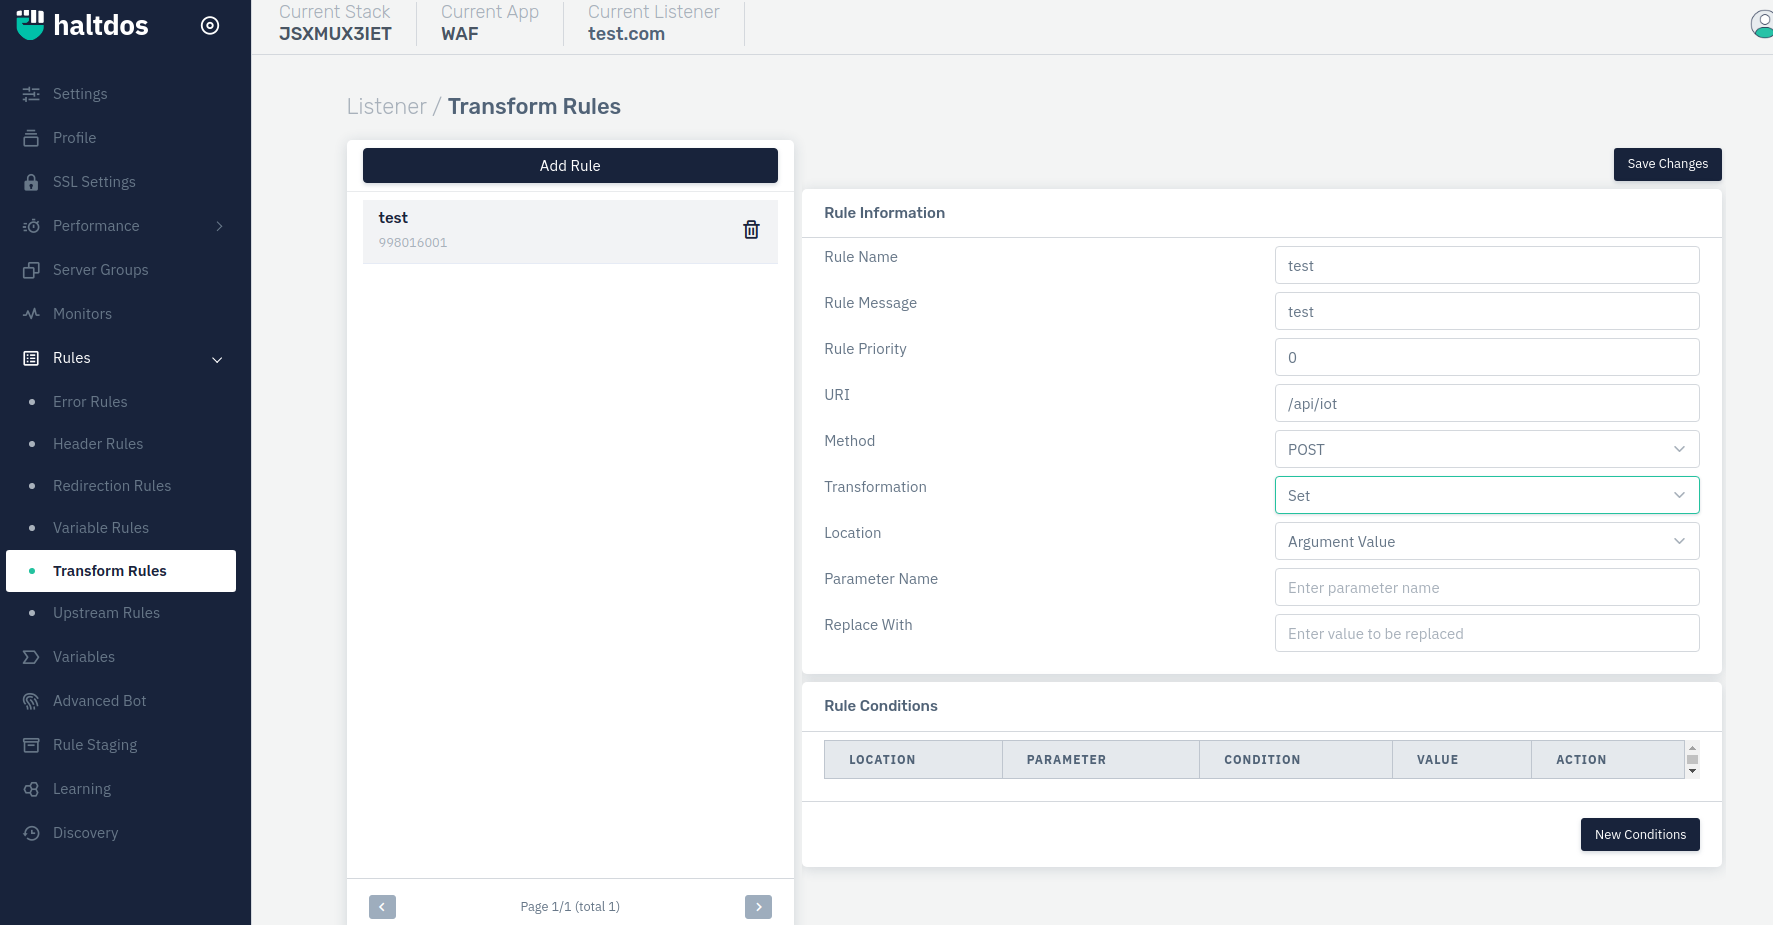 haltdos
Current Stack
JSXMUX3IET
Current App
WAF
Current Listener
test.com
Settings
Profile
SSL Settings
Performance
Server Groups
Monitors
Rules
Error Rules
Header Rules
Redirection Rules
Variable Rules
Transform Rules
Upstream Rules
Variables
Advanced Bot
Rule Staging
Learning
Discovery
Listener / Transform Rules
Add Rule
test
998016001
Page 1/1 (total 1)
Save Changes
Rule Information
Rule Name test
Rule Message test
Rule Priority 0
URI /api/iot
Method POST
Transformation Set
Location Argument Value
Parameter Name Enter parameter name
Replace With Enter value to be replaced
Rule Conditions
LOCATION PARAMETER CONDITION VALUE ACTION
New Conditions